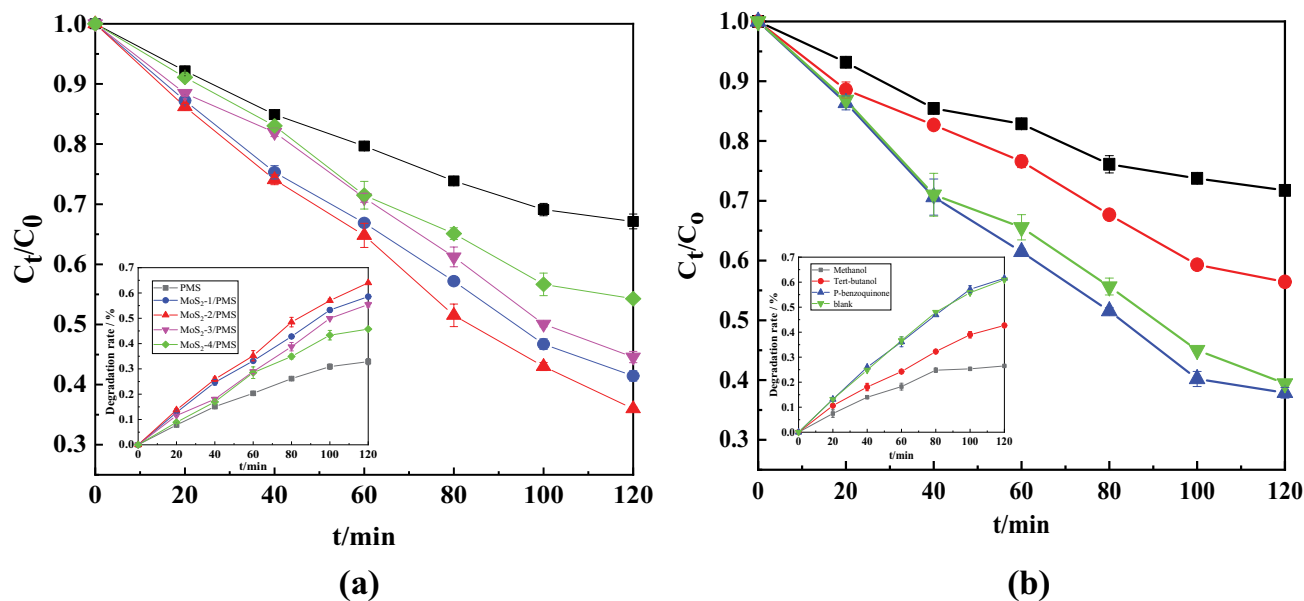 1.0
0.9
0.8
0.7
0.6
0.5
0.4
0.3
Ct/C0
0 20 40 60 80 100 120
t/min
0.7
0.6
0.5
0.4
0.3
0.2
0.1
0.0
Degradation rate / %
0 20 40 60 80 100 120
t/min
PMS
MoS2-1/PMS
MoS2-2/PMS
MoS2-3/PMS
MoS2-4/PMS
(a)
1.0
0.9
0.8
0.7
0.6
0.5
0.4
0.3
Ct/Co
0 20 40 60 80 100 120
t/min
0.7
0.6
0.5
0.4
0.3
0.2
0.1
0.0
Degradation rate / %
0 20 40 60 80 100 120
t/min
Methanol
Tert-butanol
P-benzoquinone
blank
(b)